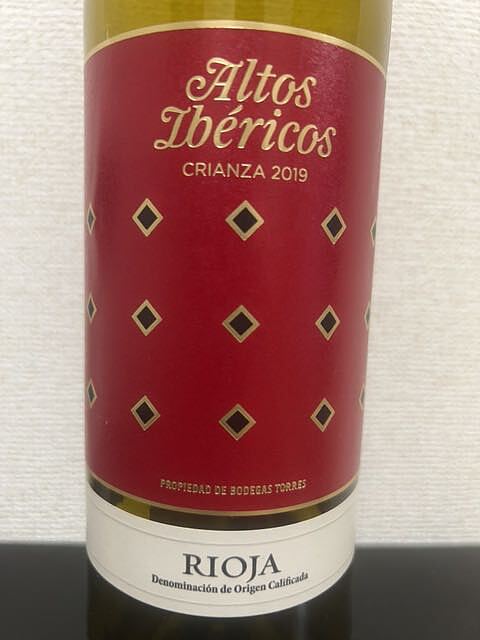 Altos
Ibéricos
CRIANZA 2019
PROPIEDAD DE BODEGAS TORRES
RIOJA
Denominación de Origen Calificada